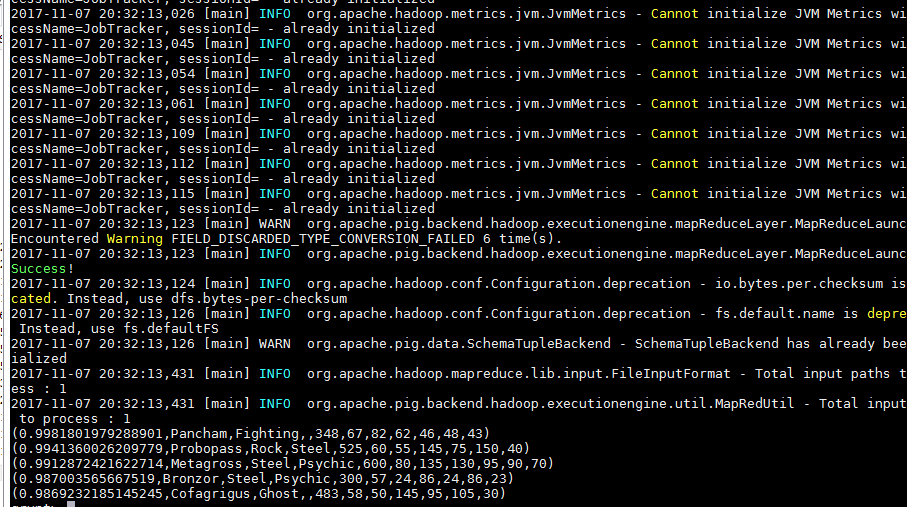 cessName=JobTracker, sessionId= - already initialized
2017-11-07 20:32:13,026 [main] INFO  org.apache.hadoop.metrics.jvm.JvmMetrics - Cannot initialize JVM Metrics wi
cessName=JobTracker, sessionId= - already initialized
2017-11-07 20:32:13,045 [main] INFO  org.apache.hadoop.metrics.jvm.JvmMetrics - Cannot initialize JVM Metrics wi
cessName=JobTracker, sessionId= - already initialized
2017-11-07 20:32:13,054 [main] INFO  org.apache.hadoop.metrics.jvm.JvmMetrics - Cannot initialize JVM Metrics wi
cessName=JobTracker, sessionId= - already initialized
2017-11-07 20:32:13,061 [main] INFO  org.apache.hadoop.metrics.jvm.JvmMetrics - Cannot initialize JVM Metrics wi
cessName=JobTracker, sessionId= - already initialized
2017-11-07 20:32:13,109 [main] INFO  org.apache.hadoop.metrics.jvm.JvmMetrics - Cannot initialize JVM Metrics wi
cessName=JobTracker, sessionId= - already initialized
2017-11-07 20:32:13,112 [main] INFO  org.apache.hadoop.metrics.jvm.JvmMetrics - Cannot initialize JVM Metrics wi
cessName=JobTracker, sessionId= - already initialized
2017-11-07 20:32:13,115 [main] INFO  org.apache.hadoop.metrics.jvm.JvmMetrics - Cannot initialize JVM Metrics wi
cessName=JobTracker, sessionId= - already initialized
2017-11-07 20:32:13,123 [main] WARN  org.apache.pig.backend.hadoop.executionengine.mapReduceLayer.MapReduceLaunc
Encountered Warning FIELD_DISCARDED_TYPE_CONVERSION_FAILED 6 time(s).
2017-11-07 20:32:13,123 [main] INFO  org.apache.pig.backend.hadoop.executionengine.mapReduceLayer.MapReduceLaunc
Success!
2017-11-07 20:32:13,124 [main] INFO  org.apache.hadoop.conf.Configuration.deprecation - io.bytes.per.checksum is
cated. Instead, use dfs.bytes-per-checksum
2017-11-07 20:32:13,126 [main] INFO  org.apache.hadoop.conf.Configuration.deprecation - fs.default.name is depre
 Instead, use fs.defaultFS
2017-11-07 20:32:13,126 [main] WARN  org.apache.pig.data.SchemaTupleBackend - SchemaTupleBackend has already bee
ialized
2017-11-07 20:32:13,431 [main] INFO  org.apache.hadoop.mapreduce.lib.input.FileInputFormat - Total input paths t
ess : 1
2017-11-07 20:32:13,431 [main] INFO  org.apache.pig.backend.hadoop.executionengine.util.MapRedUtil - Total input
 to process : 1
(0.9981801979288901,Pancham,Fighting,,348,67,82,62,46,48,43)
(0.9941360026209779,Probopass,Rock,Steel,525,60,55,145,75,150,40)
(0.9912872421622714,Metagross,Steel,Psychic,600,80,135,130,95,90,70)
(0.987003565667519,Bronzor,Steel,Psychic,300,57,24,86,24,86,23)
(0.9869232185145245,Cofagrigus,Ghost,,483,58,50,145,95,105,30)